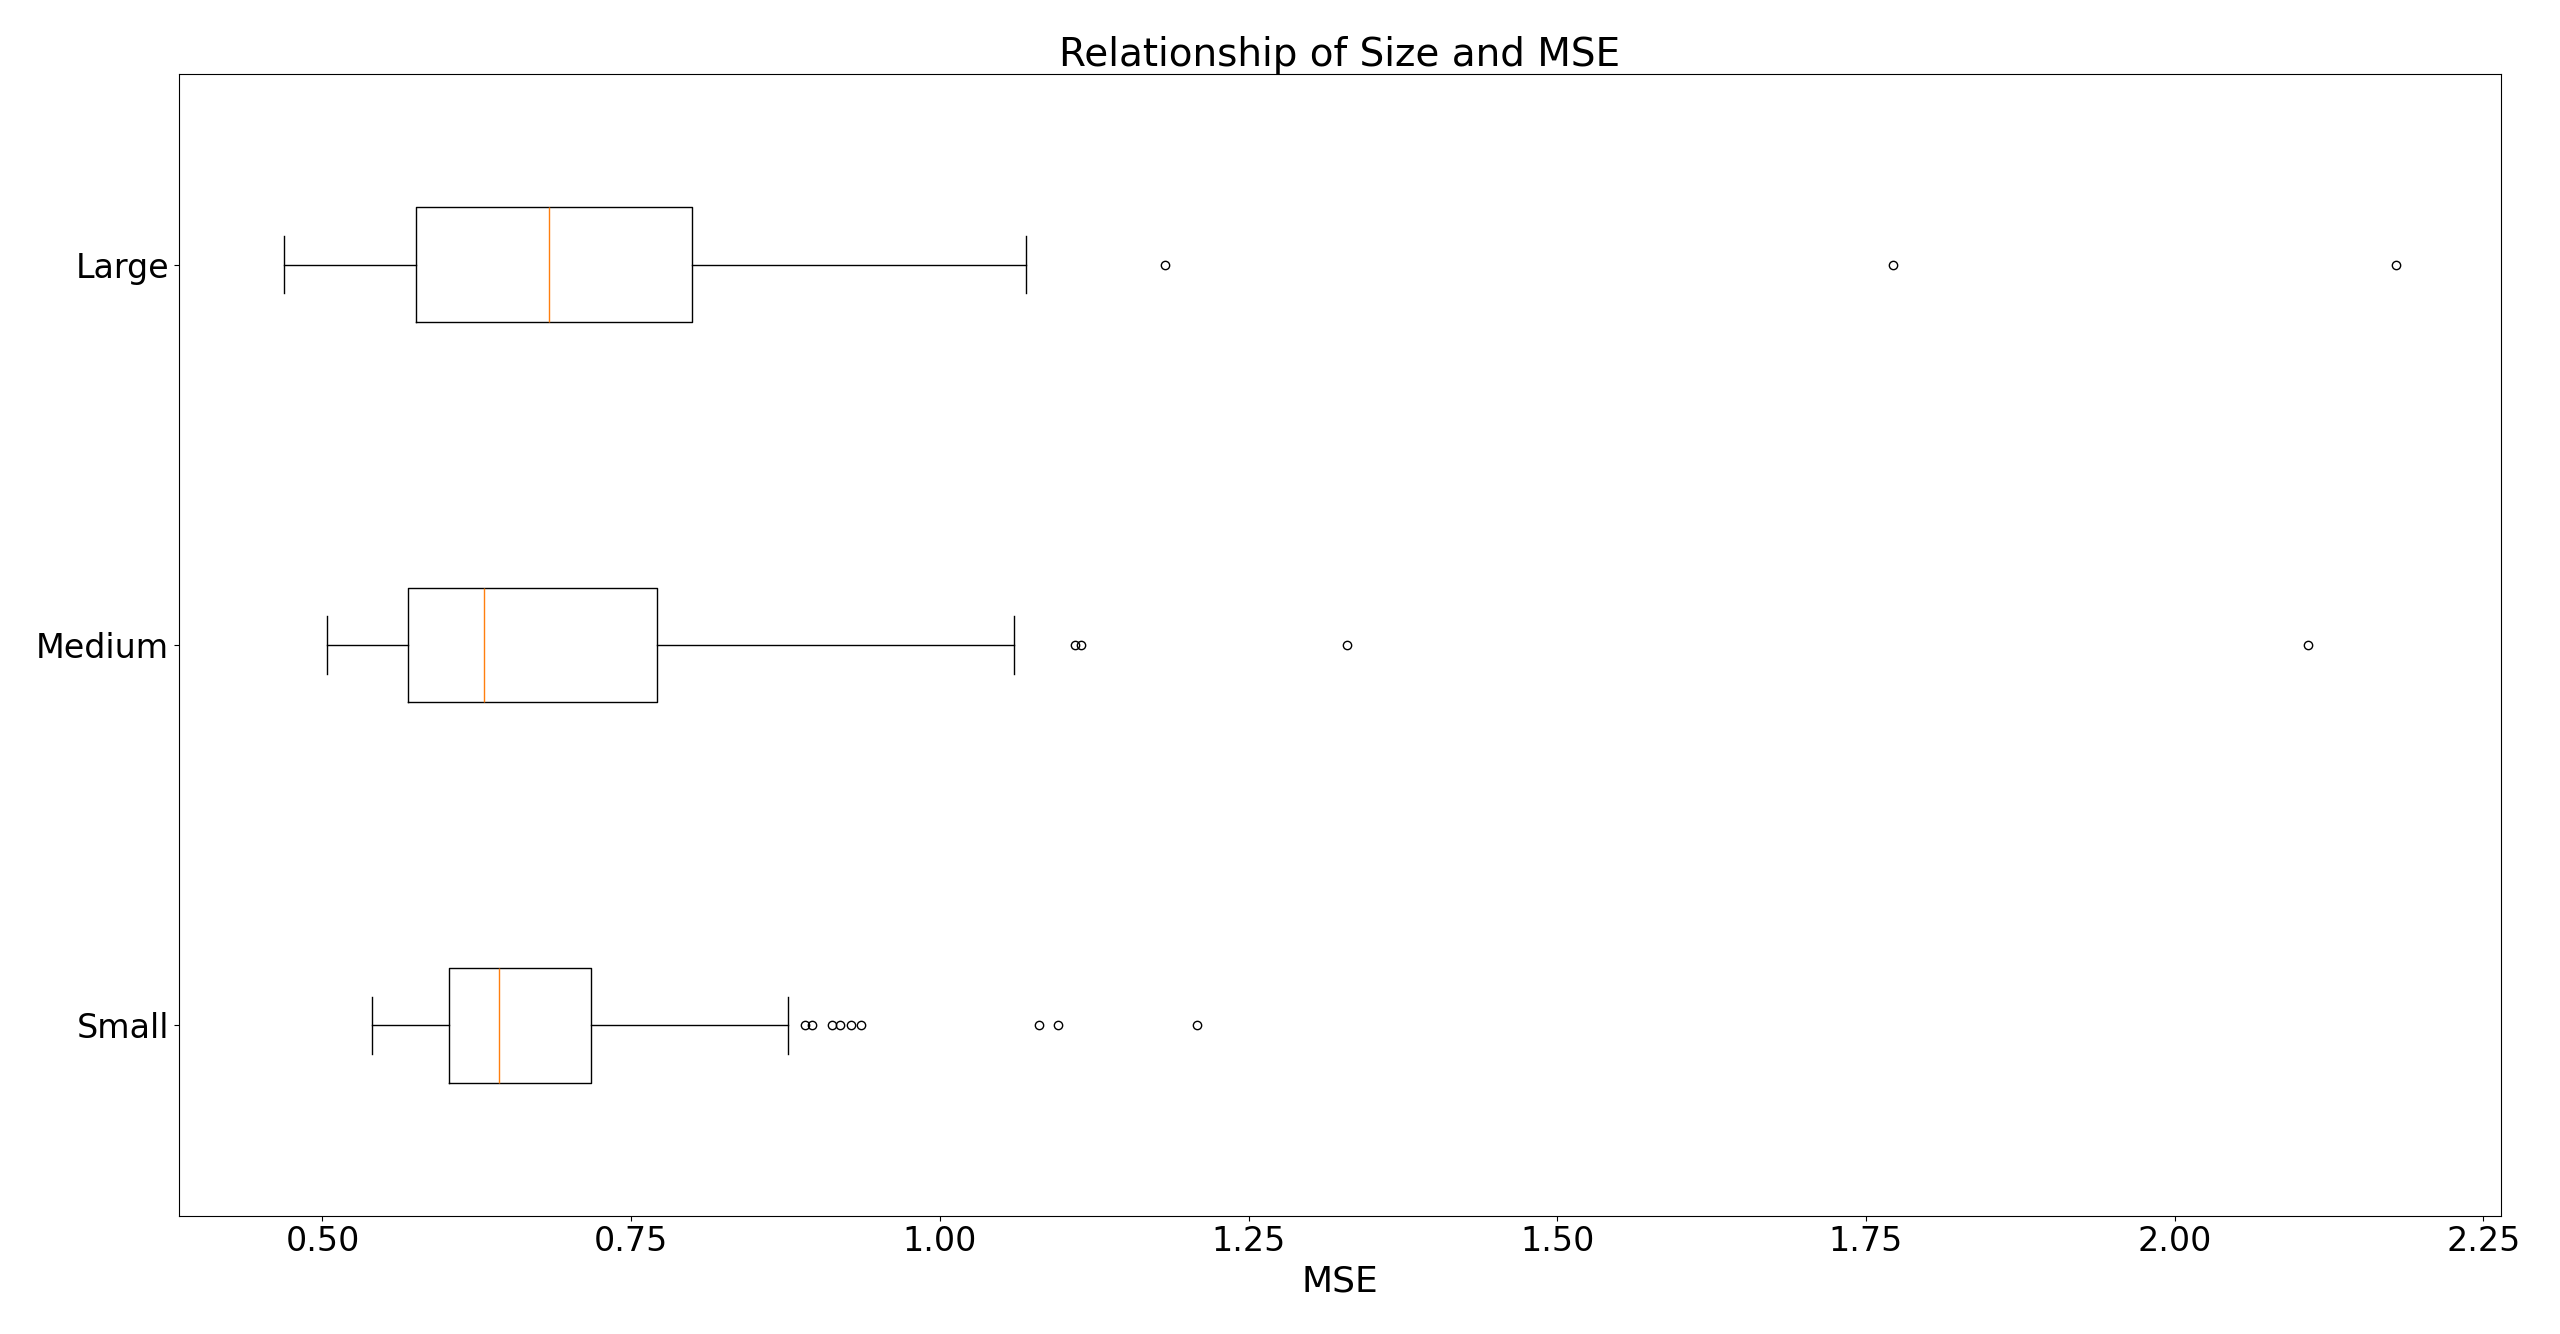 Relationship of Size and MSE
Large
Medium
Small
0.50 0.75 1.00 1.25 1.50 1.75 2.00 2.25
MSE